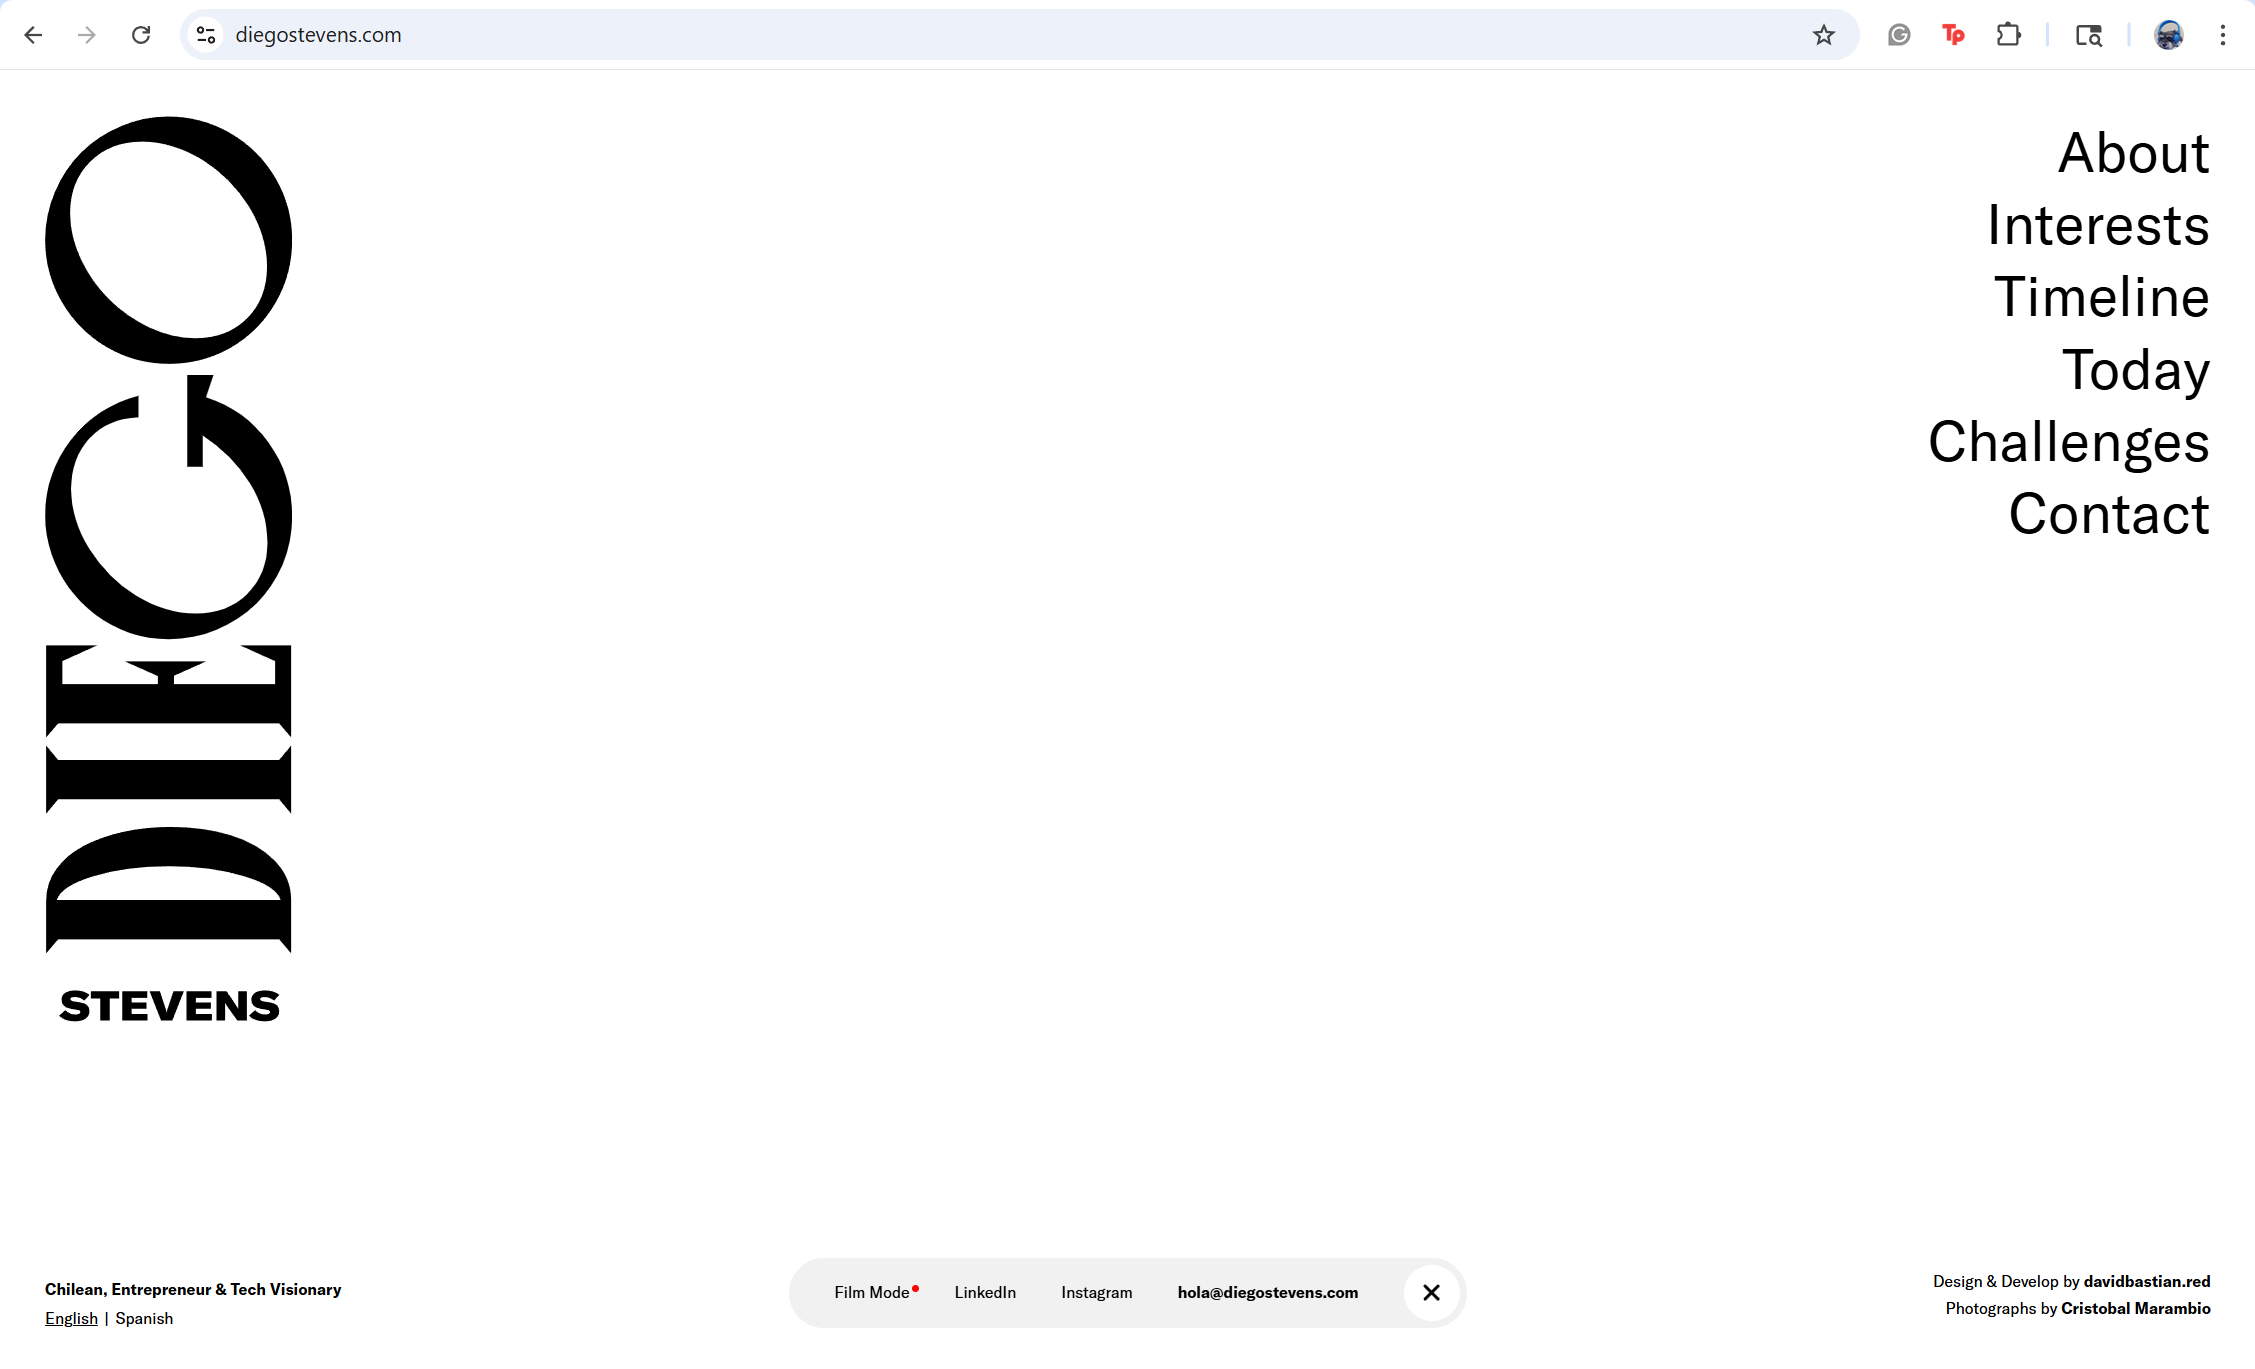 diegostevens.com
DIEGO
STEVENS
About
Interests
Timeline
Today
Challenges
Contact
Chilean, Entrepreneur & Tech Visionary
English | Spanish
Film Mode LinkedIn Instagram hola@diegostevens.com
Design & Develop by davidbastian.red
Photographs by Cristobal Marambio